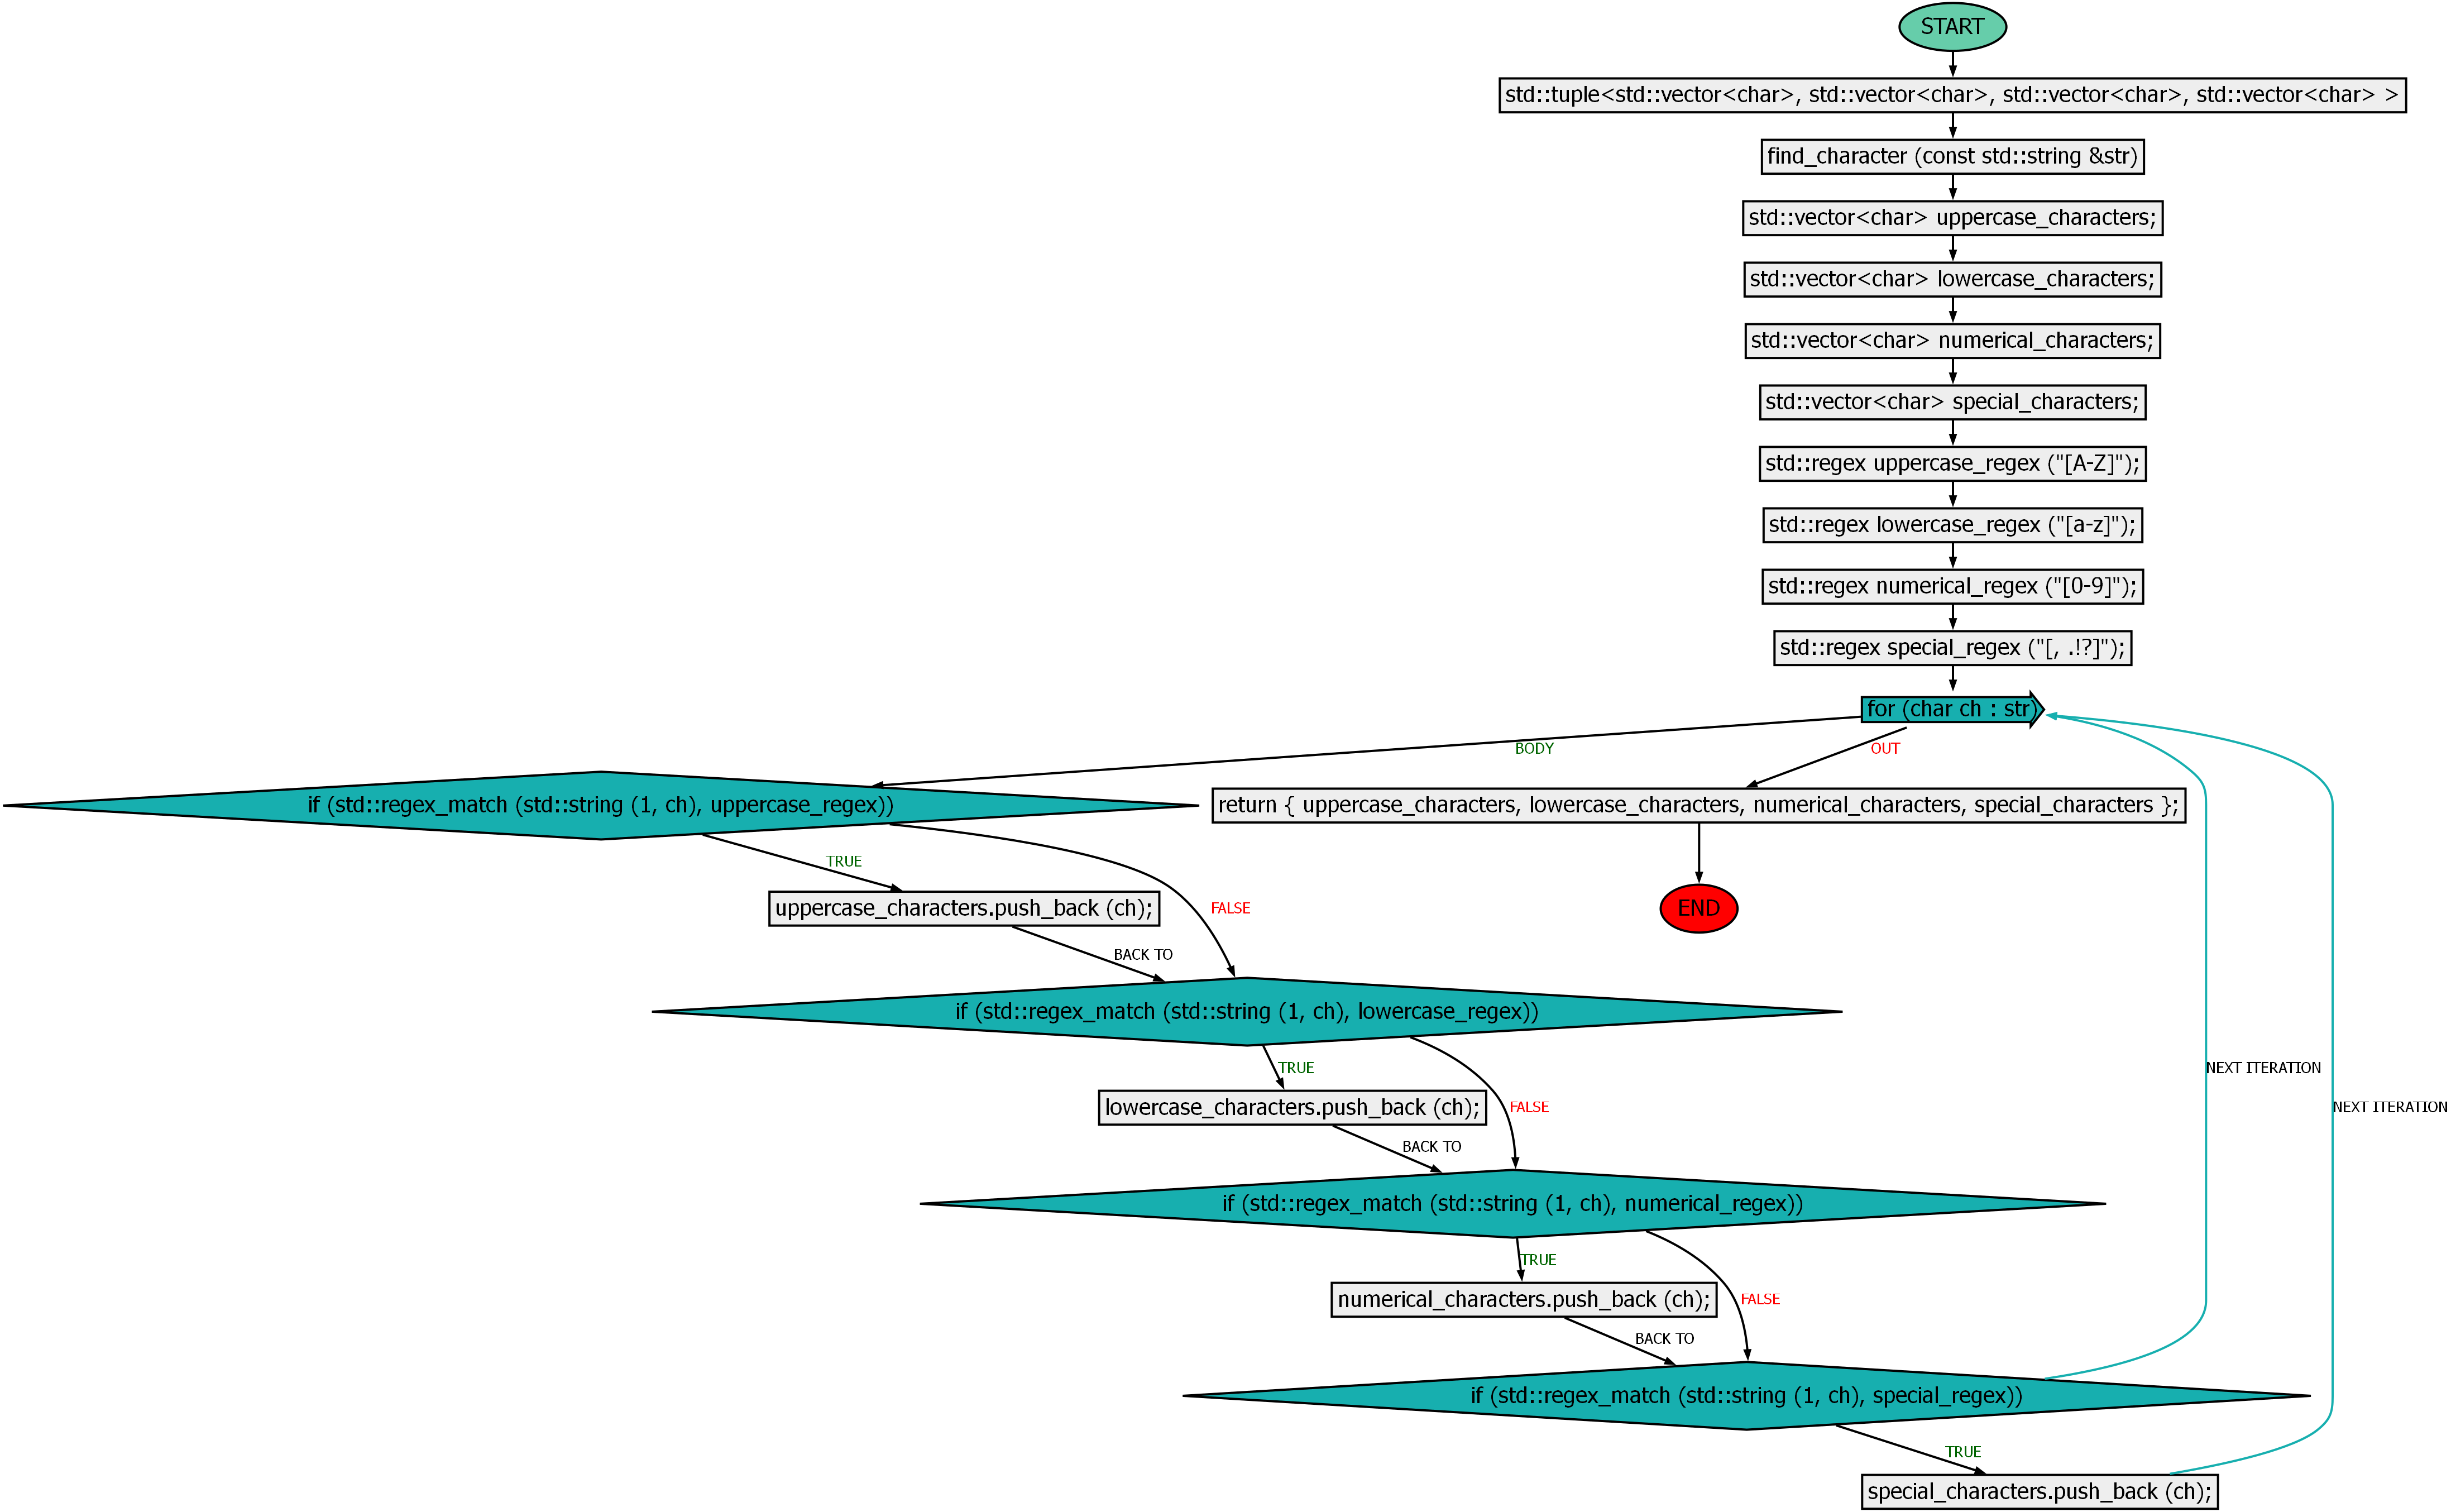 START
std::tuple<std::vector<char>, std::vector<char>, std::vector<char>, std::vector<char> >
find_character (const std::string &str)
std::vector<char> uppercase_characters;
std::vector<char> lowercase_characters;
std::vector<char> numerical_characters;
std::vector<char> special_characters;
std::regex uppercase_regex ("[A-Z]");
std::regex lowercase_regex ("[a-z]");
std::regex numerical_regex ("[0-9]");
std::regex special_regex ("[, .!?]");
for (char ch : str)
BODY
OUT
if (std::regex_match (std::string (1, ch), uppercase_regex))
return { uppercase_characters, lowercase_characters, numerical_characters, special_characters };
TRUE
uppercase_characters.push_back (ch);
FALSE
END
BACK TO
if (std::regex_match (std::string (1, ch), lowercase_regex))
TRUE
NEXT ITERATION
lowercase_characters.push_back (ch);
FALSE
NEXT ITERATION
BACK TO
if (std::regex_match (std::string (1, ch), numerical_regex))
TRUE
numerical_characters.push_back (ch);
FALSE
BACK TO
if (std::regex_match (std::string (1, ch), special_regex))
TRUE
special_characters.push_back (ch);